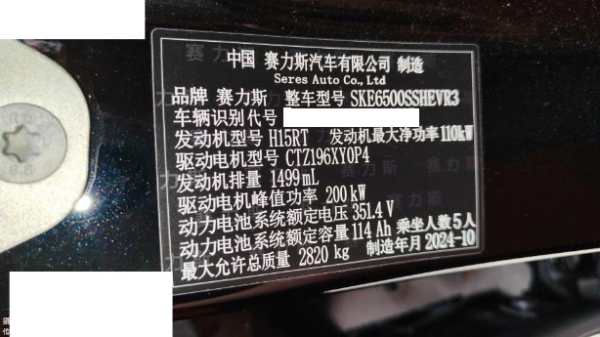 中国 赛力斯汽车有限公司 制造
Seres Auto Co., Ltd
品牌 赛力斯 整车型号 SKE6500SSHEVR3
车辆识别代号
发动机型号 H15RT 发动机最大净功率 110kW
驱动电机型号 CTZ196XY0P4
发动机排量 1499mL
驱动电机峰值功率 200 kW
动力电池系统额定电压 351.4 V
动力电池系统额定容量 114 Ah 乘坐人数 5人
最大允许总质量 2820 kg 制造年月 2024-10
8.8